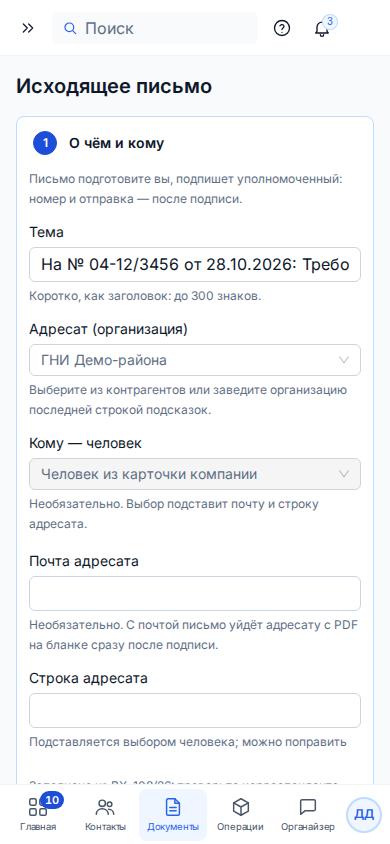 Поиск
3
Исходящее письмо
1 О чём и кому
Письмо подготовите вы, подпишет уполномоченный:
номер и отправка — после подписи.
Тема
На № 04-12/3456 от 28.10.2026: Требо
Коротко, как заголовок: до 300 знаков.
Адресат (организация)
ГНИ Демо-района
Выберите из контрагентов или заведите организацию
последней строкой подсказок.
Кому — человек
Человек из карточки компании
Необязательно. Выбор подставит почту и строку
адресата.
Почта адресата
Необязательно. С почтой письмо уйдёт адресату с PDF
на бланке сразу после подписи.
Строка адресата
Подставляется выбором человека; можно поправить
10
Главная
Контакты
Документы
Операции
Органайзер
ДД